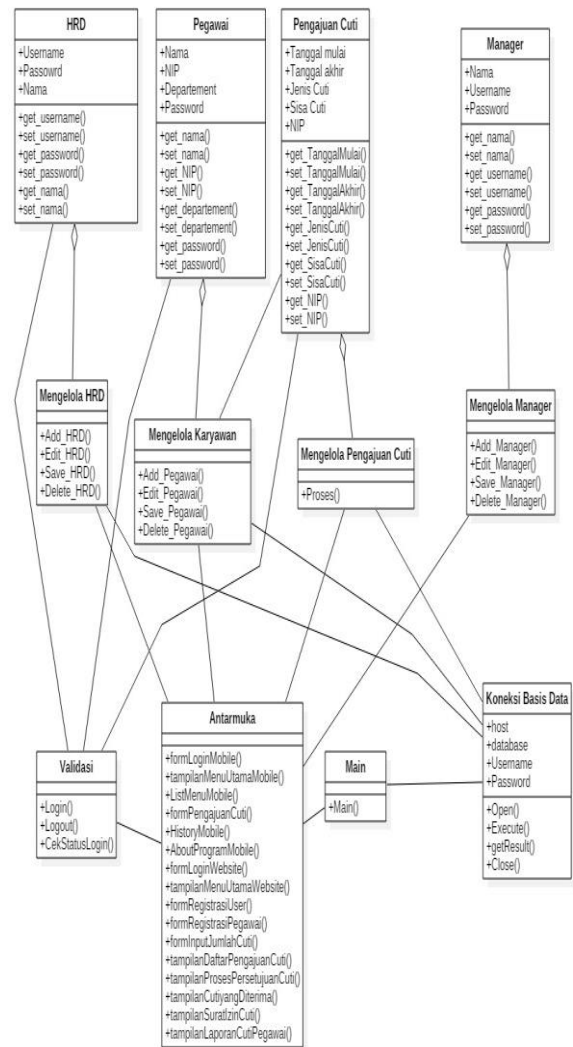 HRD
+Username
+Passowrd
+Nama
+get_username()
+set_username()
+get_password()
+set_password()
+get_nama()
+set_nama()
Pegawai
+Nama
+NIP
+Departement
+Password
+get_nama()
+set_nama()
+get_NIP()
+set_NIP()
+get_departement()
+set_departement()
+get_password()
+set_password()
Pengajuan Cuti
+Tanggal mulai
+Tanggal akhir
+Jenis Cuti
+Sisa Cuti
+NIP
+get_TanggalMulai()
+set_TanggalMulai()
+get_TanggalAkhir()
+set_TanggalAkhir()
+get_JenisCuti()
+set_JenisCuti()
+get_SisaCuti()
+set_SisaCuti()
+get_NIP()
+set_NIP()
Manager
+Nama
+Username
+Password
+get_nama()
+set_nama()
+get_username()
+set_username()
+get_password()
+set_password()
Mengelola HRD
+Add_HRD()
+Edit_HRD()
+Save_HRD()
+Delete_HRD()
Mengelola Karyawan
+Add_Pegawai()
+Edit_Pegawai()
+Save_Pegawai()
+Delete_Pegawai()
Mengelola Pengajuan Cuti
+Proses()
Mengelola Manager
+Add_Manager()
+Edit_Manager()
+Save_Manager()
+Delete_Manager()
Validasi
+Login()
+Logout()
+CekStatusLogin()
Antarmuka
+formLoginMobile()
+tampilanMenuUtamaMobile()
+ListMenuMobile()
+formPengajuanCuti()
+HistoryMobile()
+AboutProgramMobile()
+formLoginWebsite()
+tampilanMenuUtamaWebsite()
+formRegistrasiUser()
+formRegistrasiPegawai()
+formInputJumlahCuti()
+tampilanDaftarPengajuanCuti()
+tampilanProsesPersetujuanCuti()
+tampilanCutiyangDiterima()
+tampilanSuratIzinCuti()
+tampilanLaporanCutiPegawai()
Main
+Main()
Koneksi Basis Data
+host
+database
+Username
+Password
+Open()
+Execute()
+getResult()
+Close()